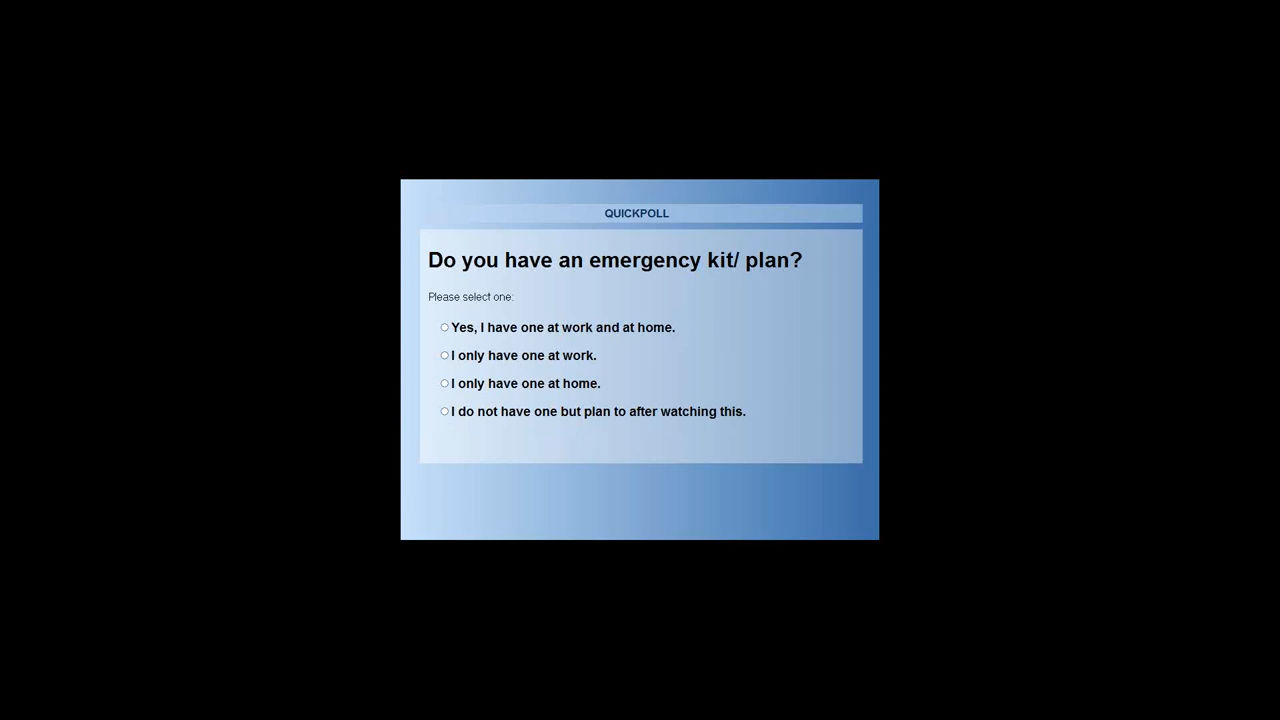 QUICKPOLL
Do you have an emergency kit/ plan?
Please select one:
Yes, I have one at work and at home.
I only have one at work.
I only have one at home.
I do not have one but plan to after watching this.